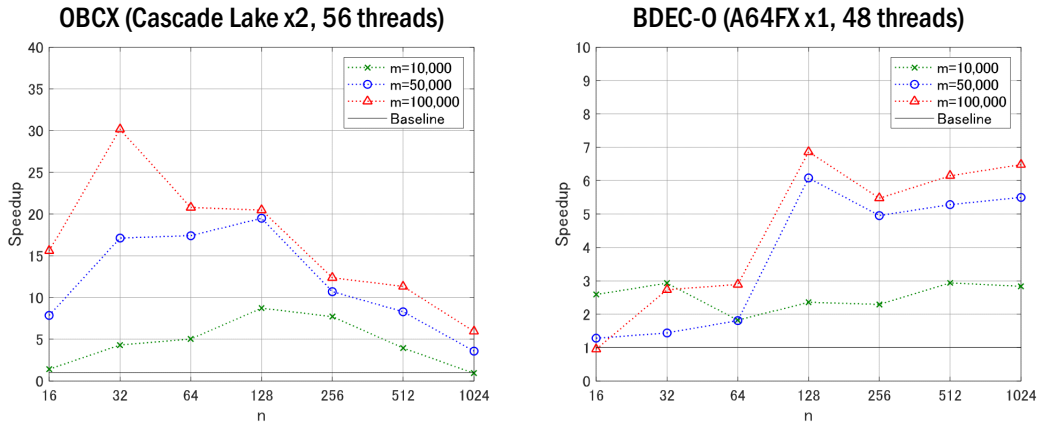 OBCX (Cascade Lake x2, 56 threads)
40
35
30
25
20
15
10
5
0
Speedup
16 32 64 128 256 512 1024
n
m=10,000
m=50,000
m=100,000
Baseline
BDEC-O (A64FX x1, 48 threads)
10
9
8
7
6
5
4
3
2
1
0
Speedup
16 32 64 128 256 512 1024
n
m=10,000
m=50,000
m=100,000
Baseline